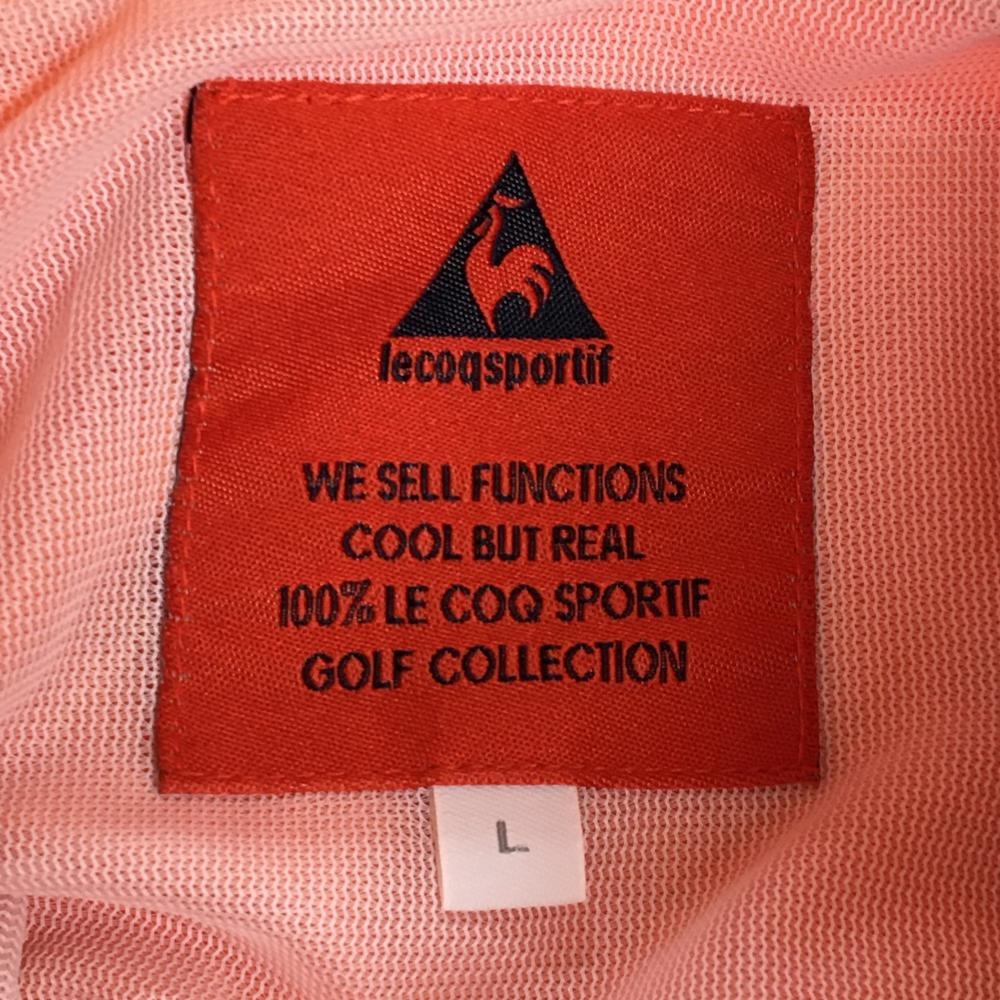 lecoqsportif
WE SELL FUNCTIONS
COOL BUT REAL
100% LE COQ SPORTIF
GOLF COLLECTION
L